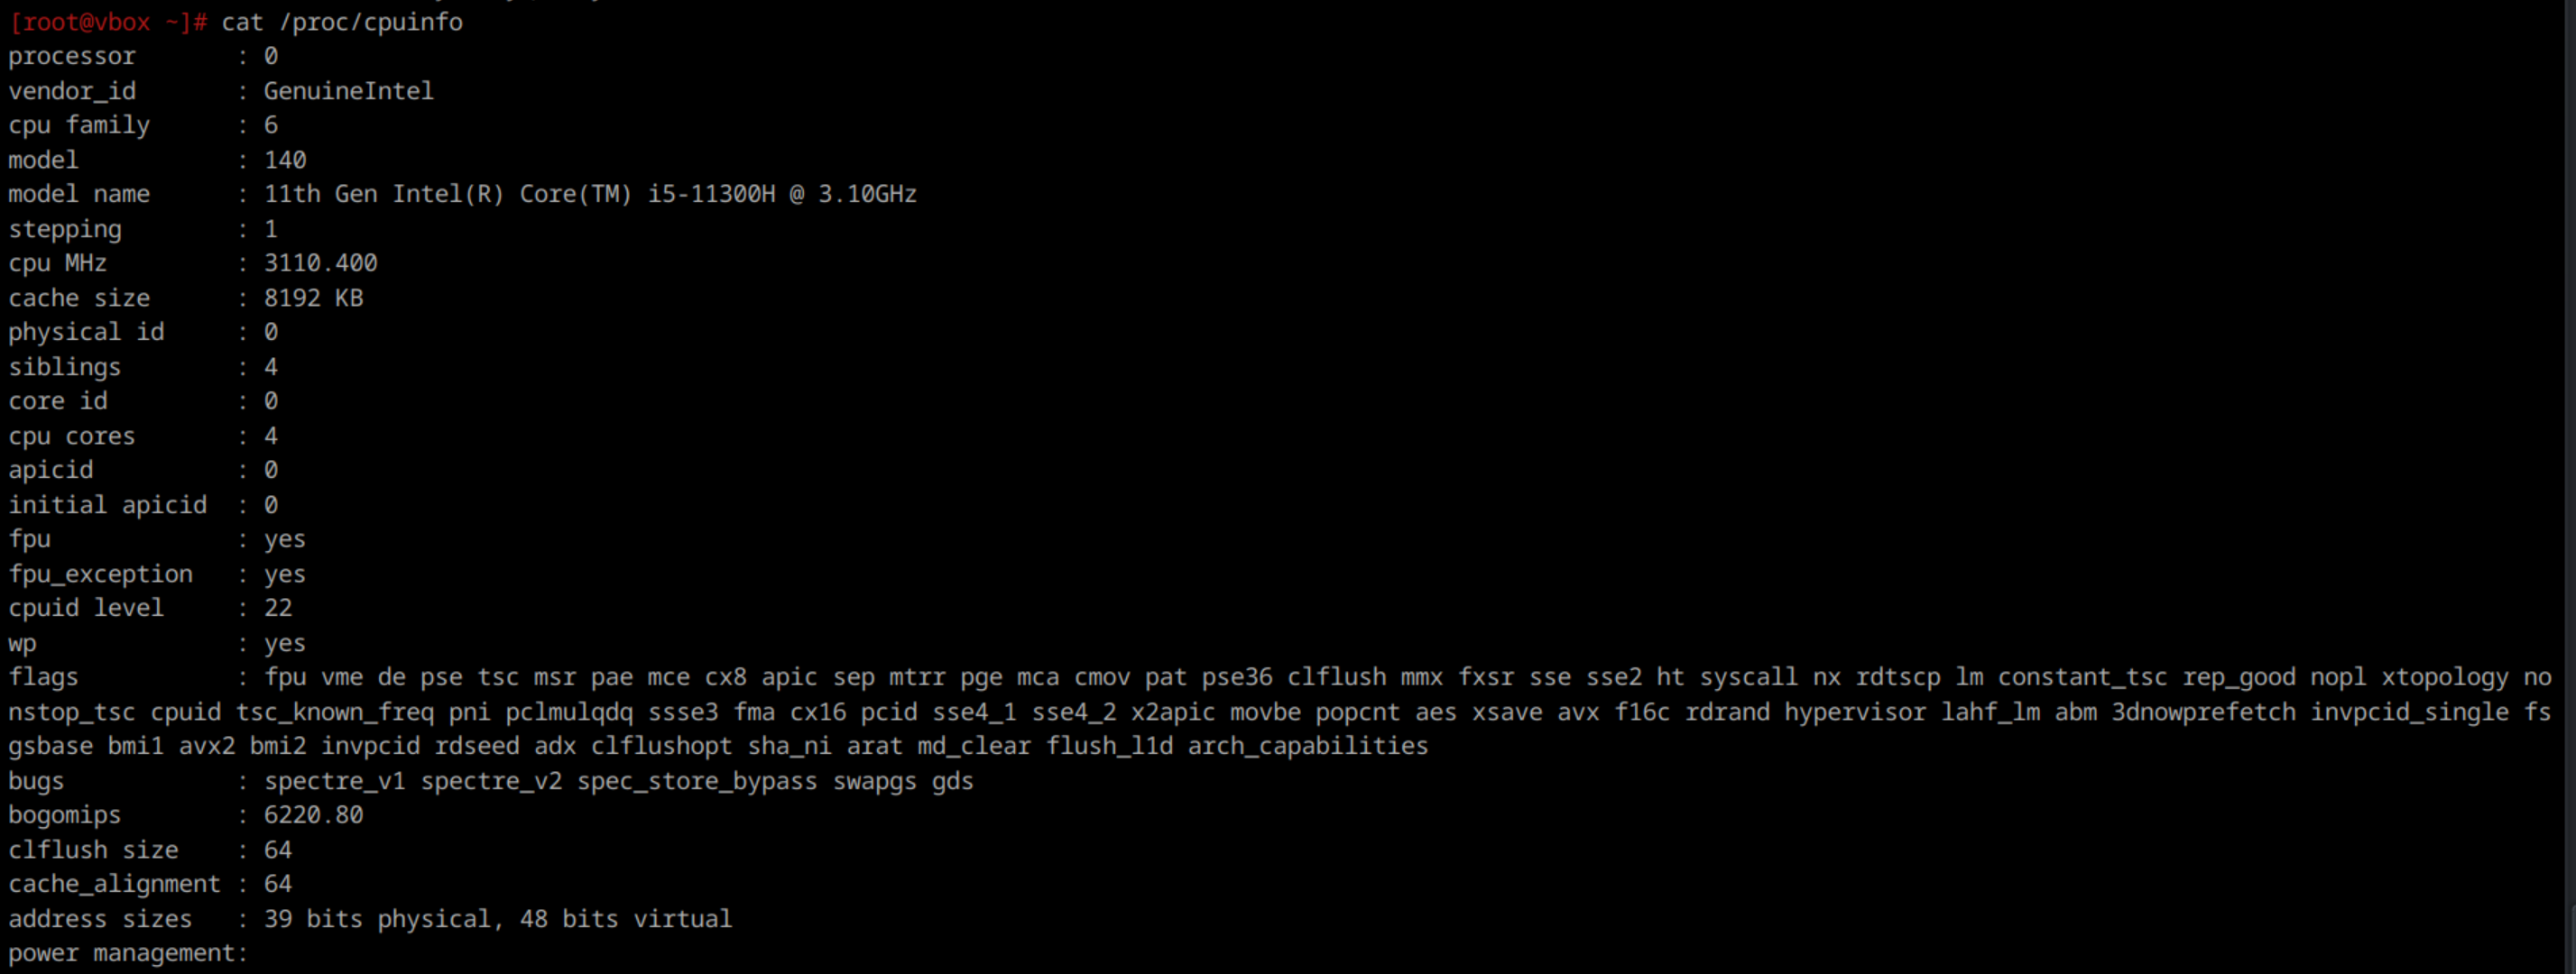 [root@vbox ~]# cat /proc/cpuinfo
processor : 0
vendor_id : GenuineIntel
cpu family : 6
model : 140
model name : 11th Gen Intel(R) Core(TM) i5-11300H @ 3.10GHz
stepping : 1
cpu MHz : 3110.400
cache size : 8192 KB
physical id : 0
siblings : 4
core id : 0
cpu cores : 4
apicid : 0
initial apicid : 0
fpu : yes
fpu_exception : yes
cpuid level : 22
wp : yes
flags : fpu vme de pse tsc msr pae mce cx8 apic sep mtrr pge mca cmov pat pse36 clflush mmx fxsr sse sse2 ht syscall nx rdtscp lm constant_tsc rep_good nopl xtopology no
nstop_tsc cpuid tsc_known_freq pni pclmulqdq ssse3 fma cx16 pcid sse4_1 sse4_2 x2apic movbe popcnt aes xsave avx f16c rdrand hypervisor lahf_lm abm 3dnowprefetch invpcid_single fs
gsbase bmi1 avx2 bmi2 invpcid rdseed adx clflushopt sha_ni arat md_clear flush_l1d arch_capabilities
bugs : spectre_v1 spectre_v2 spec_store_bypass swapgs gds
bogomips : 6220.80
clflush size : 64
cache_alignment : 64
address sizes : 39 bits physical, 48 bits virtual
power management: